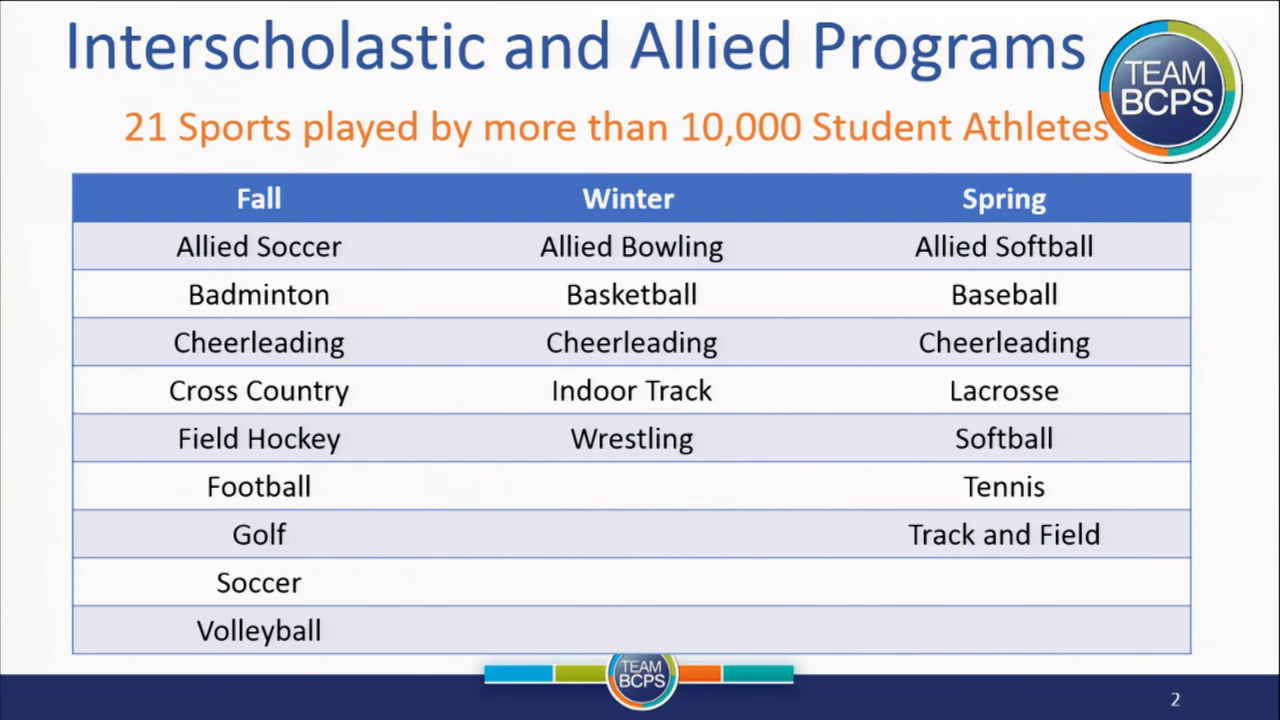 Interscholastic and Allied Programs
TEAM
BCPS
21 Sports played by more than 10,000 Student Athletes
Fall Winter Spring
Allied Soccer Allied Bowling Allied Softball
Badminton Basketball Baseball
Cheerleading Cheerleading Cheerleading
Cross Country Indoor Track Lacrosse
Field Hockey Wrestling Softball
Football Tennis
Golf Track and Field
Soccer
Volleyball
TEAM
BCPS
2